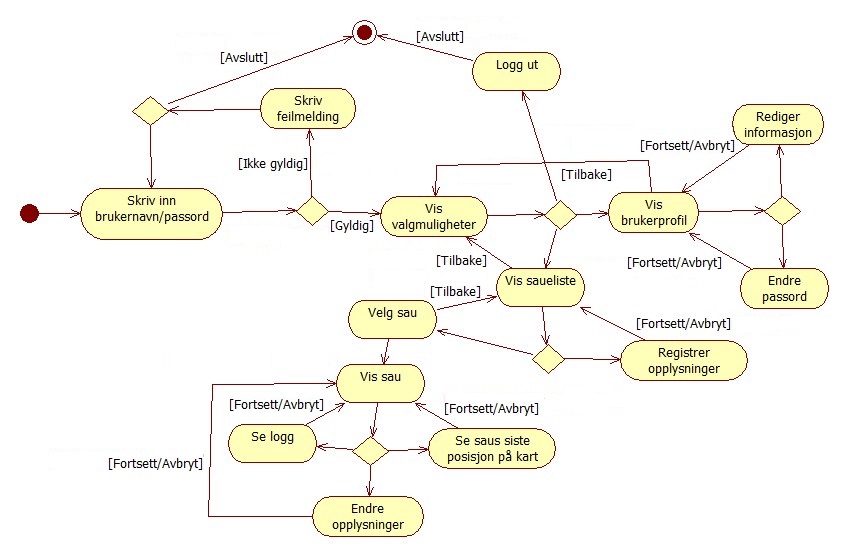 [Avslutt]
[Avslutt]
Logg ut
Skriv
feilmelding
Rediger
informasjon
[Fortsett/Avbryt]
[Ikke gyldig]
[Tilbake]
Skriv inn
brukernavn/passord
[Gyldig]
Vis
valgmuligheter
Vis
brukerprofil
[Tilbake]
[Fortsett/Avbryt]
Vis saueliste
Endre
passord
[Tilbake]
Velg sau
[Fortsett/Avbryt]
Registrer
opplysninger
Vis sau
[Fortsett/Avbryt]
[Fortsett/Avbryt]
Se logg
Se saus siste
posisjon på kart
[Fortsett/Avbryt]
Endre
opplysninger